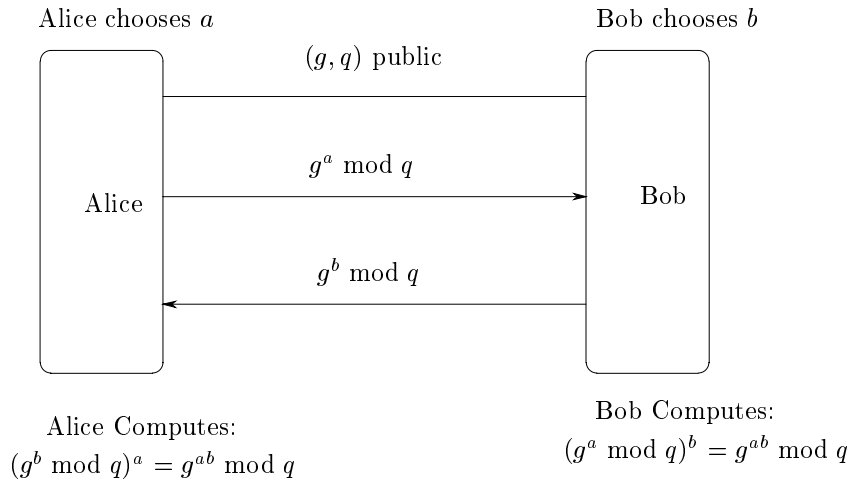 Alice chooses a
Bob chooses b
(g, q) public
g^a mod q
Alice
Bob
g^b mod q
Alice Computes:
(g^b mod q)^a = g^{ab} mod q
Bob Computes:
(g^a mod q)^b = g^{ab} mod q